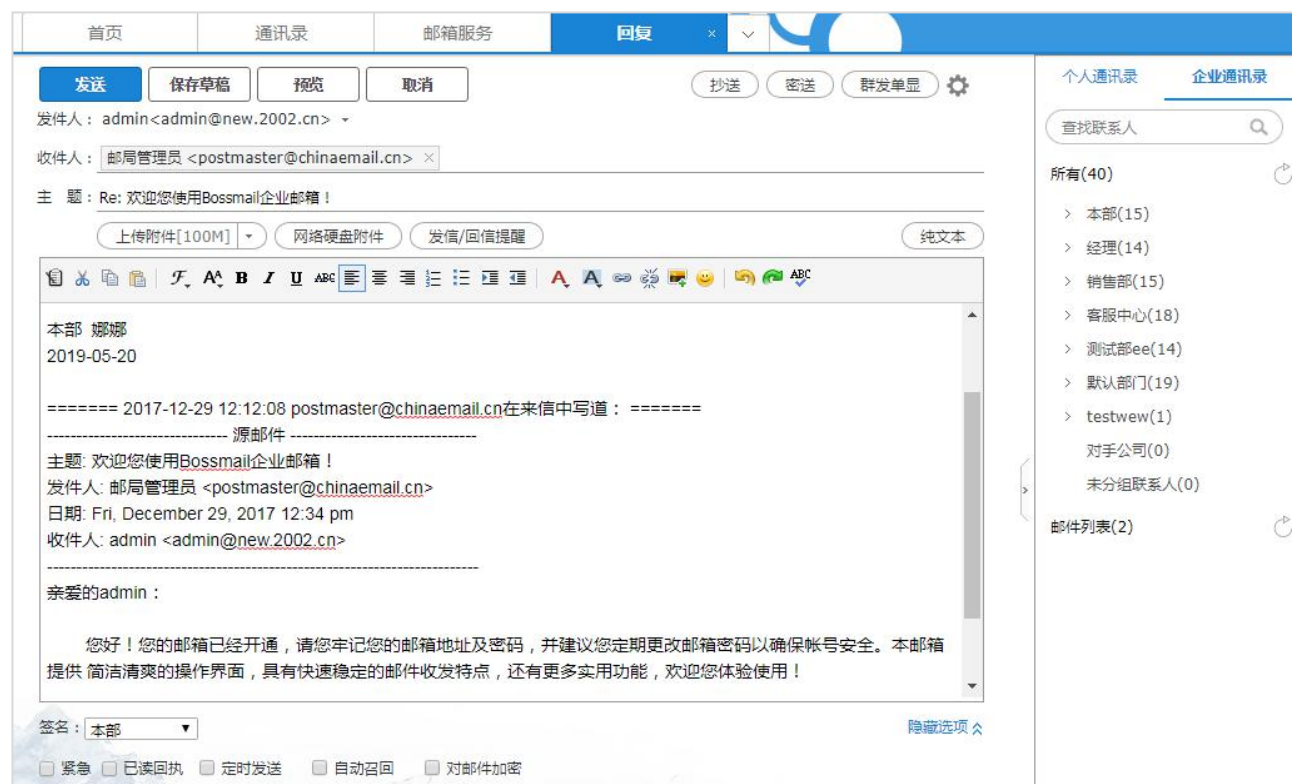 首页 通讯录 邮箱服务 回复 ×
发送 保存草稿 预览 取消 抄送 密送 群发单显
发件人： admin<admin@new.2002.cn>
收件人： 邮局管理员 <postmaster@chinaemail.cn> ×
主 题：Re: 欢迎您使用Bossmail企业邮箱！
上传附件[100M] 网络硬盘附件 发信/回信提醒 纯文本
F A B I U ABC A A ABC
本部 娜娜
2019-05-20
======= 2017-12-29 12:12:08 postmaster@chinaemail.cn在来信中写道： =======
------------------------------- 源邮件 --------------------------------
主题: 欢迎您使用Bossmail企业邮箱！
发件人: 邮局管理员 <postmaster@chinaemail.cn>
日期: Fri, December 29, 2017 12:34 pm
收件人: admin <admin@new.2002.cn>
--------------------------------------------------------------------------
亲爱的admin：
您好！您的邮箱已经开通，请您牢记您的邮箱地址及密码，并建议您定期更改邮箱密码以确保帐号安全。本邮箱
提供 简洁清爽的操作界面，具有快速稳定的邮件收发特点，还有更多实用功能，欢迎您体验使用！
签名： 本部 隐藏选项
紧急 已读回执 定时发送 自动召回 对邮件加密
个人通讯录 企业通讯录
查找联系人
所有(40)
本部(15)
经理(14)
销售部(15)
客服中心(18)
测试部ee(14)
默认部门(19)
testwew(1)
对手公司(0)
未分组联系人(0)
邮件列表(2)